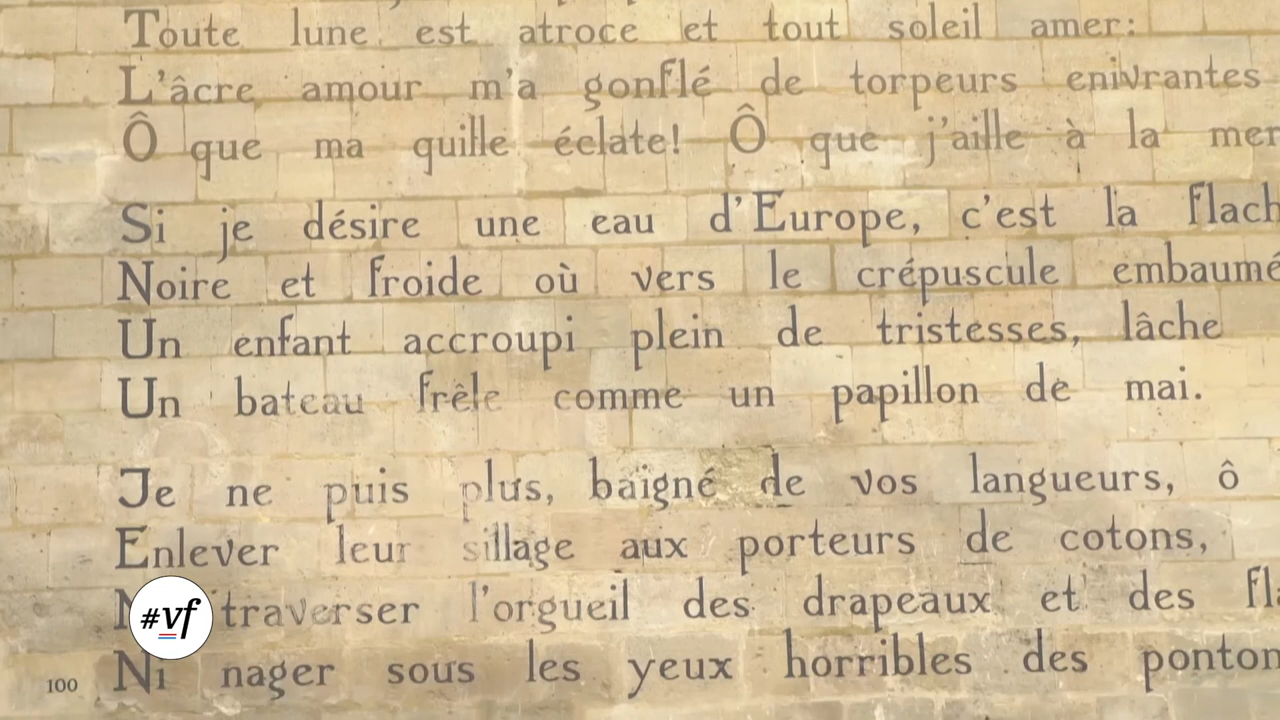 Toute lune est atroce et tout soleil amer:
L'âcre amour m'a gonflé de torpeurs enivrantes
Ô que ma quille éclate! Ô que j'aille à la mer
Si je désire une eau d'Europe, c'est la flach
Noire et froide où vers le crépuscule embaumé
Un enfant accroupi plein de tristesses, lâche
Un bateau frêle comme un papillon de mai.
Je ne puis plus, baigné de vos langueurs, ô
Enlever leur sillage aux porteurs de cotons,
traverser l'orgueil des drapeaux et des fla
#vf
Ni nager sous les yeux horribles des ponton
100